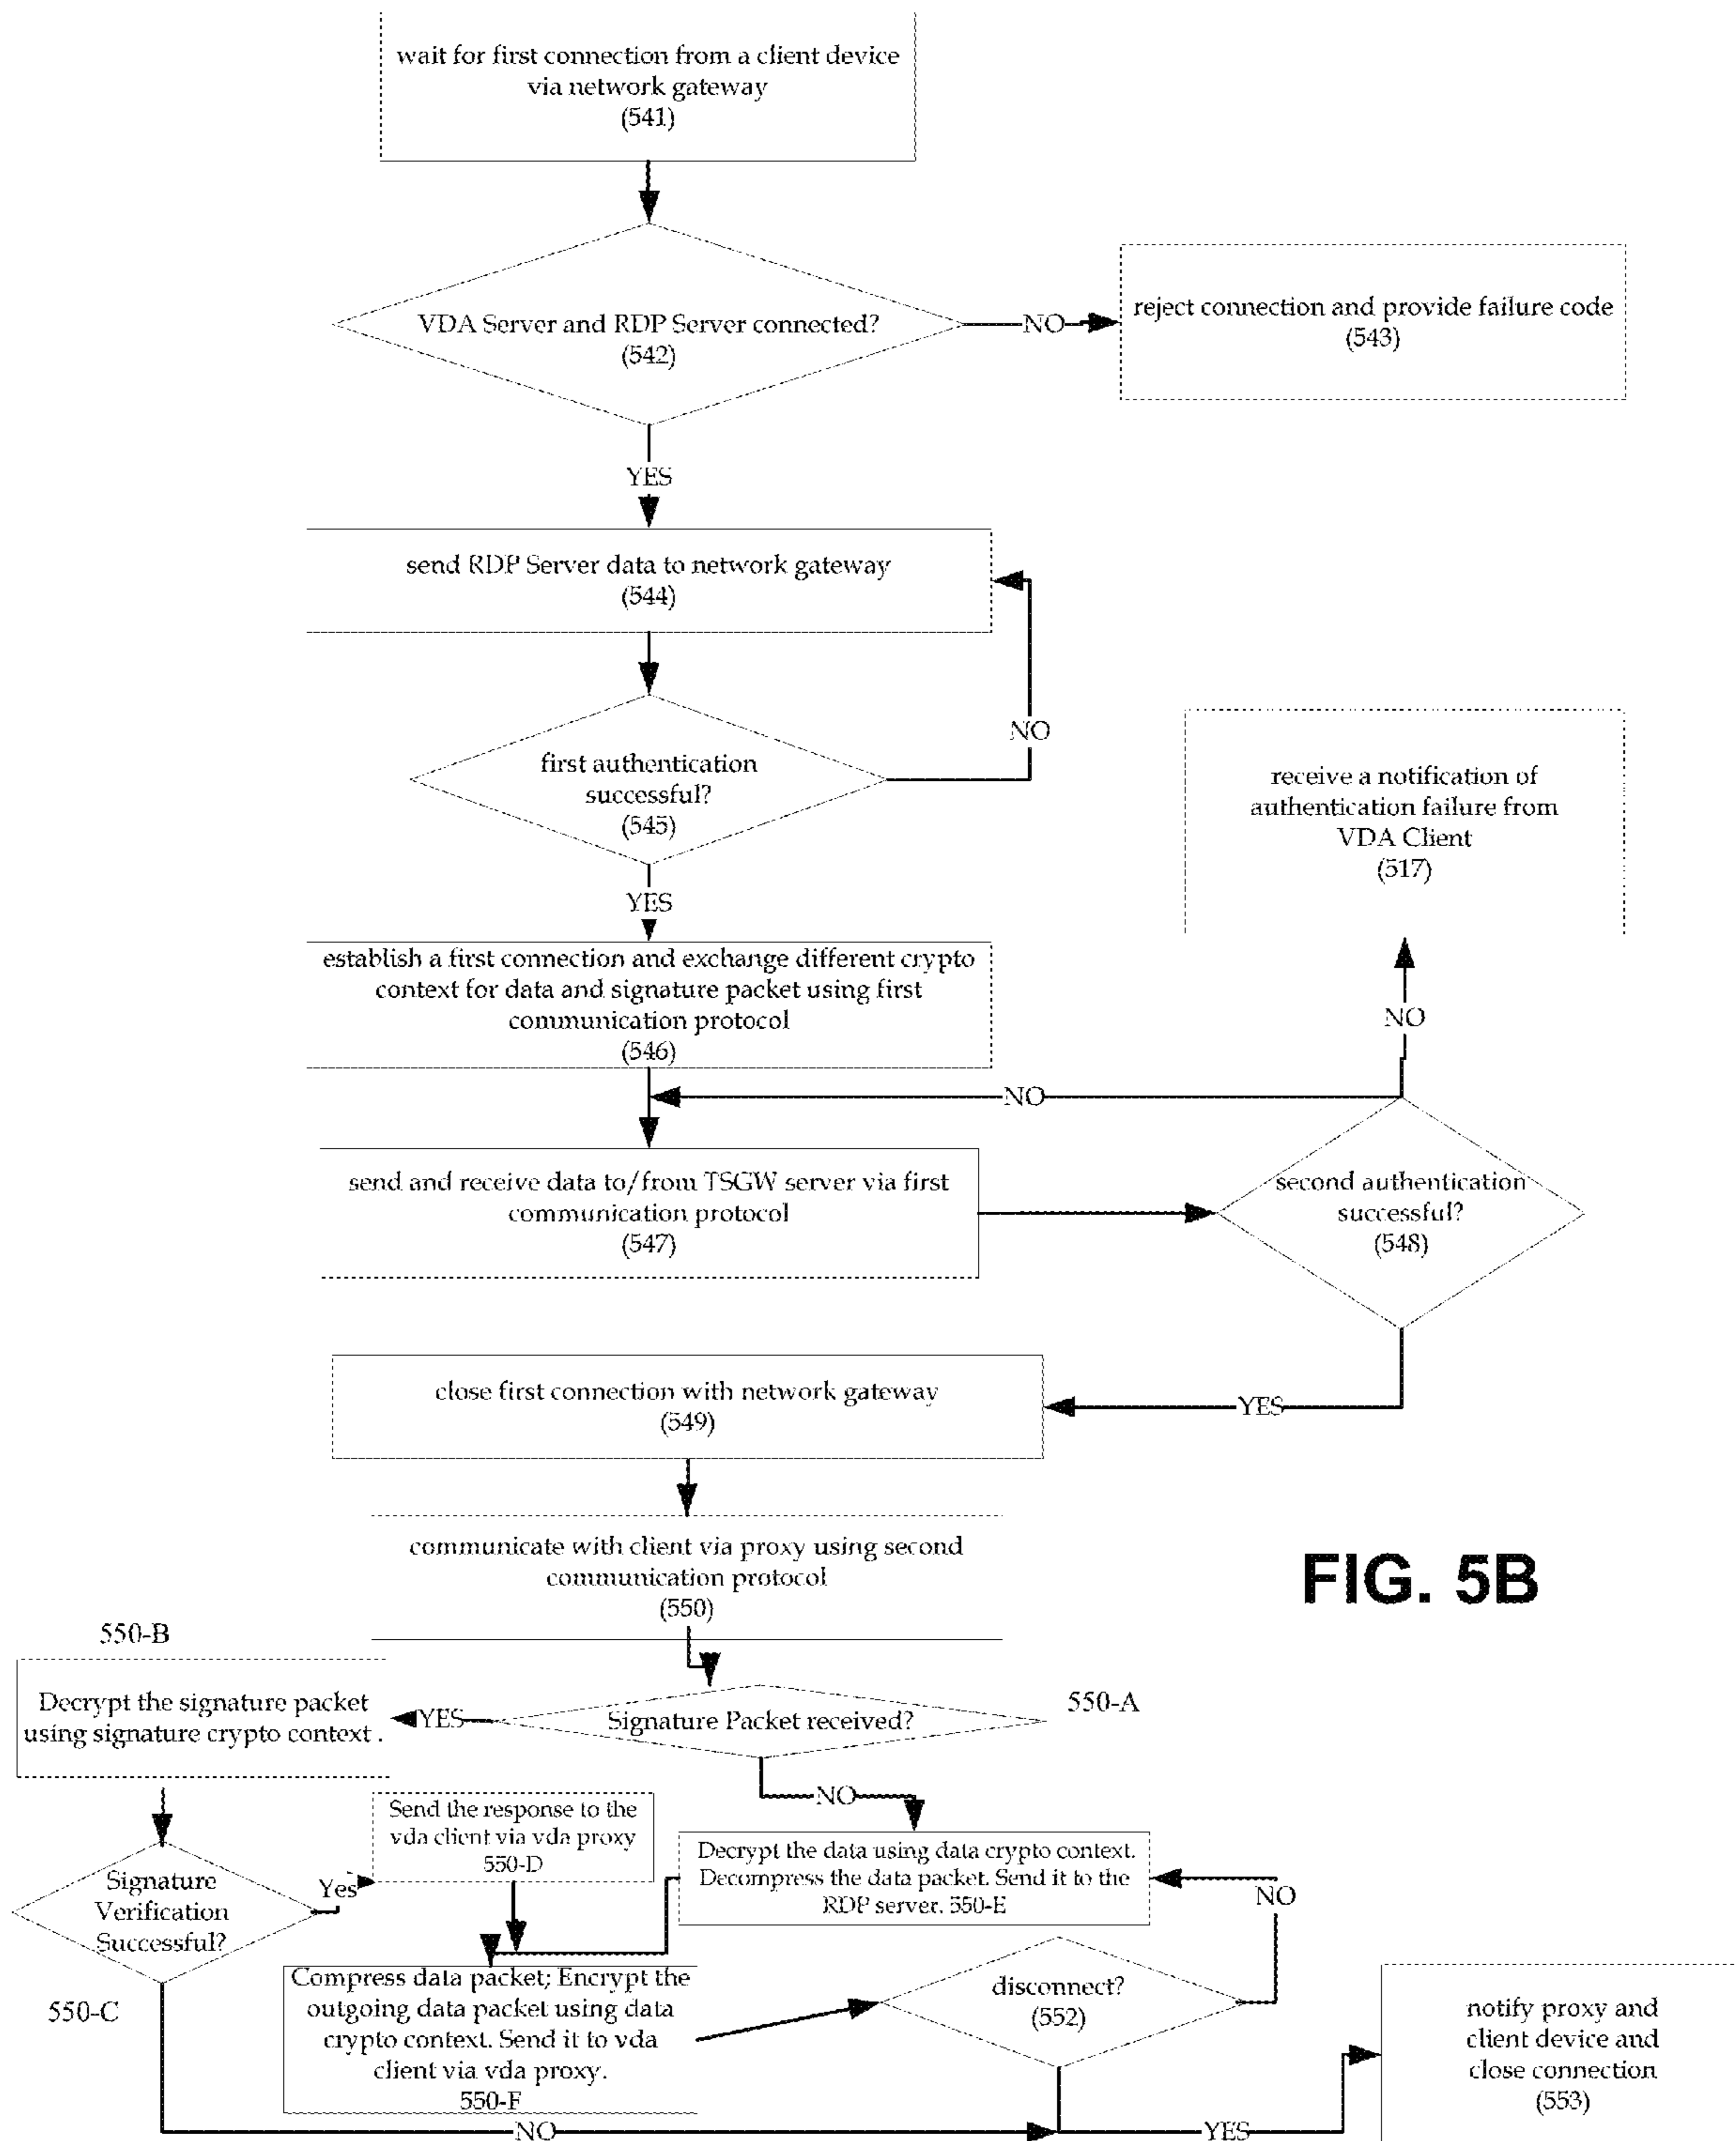 wait for first connection from a client device
via network gateway
(541)
VDA Server and RDP Server connected?
(542)
NO
reject connection and provide failure code
(543)
YES
send RDP Server data to network gateway
(544)
NO
first authentication
successful?
(545)
receive a notification of
authentication failure from
VDA Client
(517)
YES
establish a first connection and exchange different crypto
context for data and signature packet using first
communication protocol
(546)
NO
NO
send and receive data to/from TSGW server via first
communication protocol
(547)
second authentication
successful?
(548)
close first connection with network gateway
(549)
YES
communicate with client via proxy using second
communication protocol
(550)
FIG. 5B
550-B
Decrypt the signature packet
using signature crypto context .
YES
Signature Packet received?
550-A
NO
Send the response to the
vda client via vda proxy
550-D
Decrypt the data using data crypto context.
Decompress the data packet. Send it to the
RDP server. 550-E
Signature
Verification
Successful?
Yes
NO
550-C
Compress data packet; Encrypt the
outgoing data packet using data
crypto context. Send it to vda
client via vda proxy.
550-F
disconnect?
(552)
notify proxy and
client device and
close connection
(553)
NO
YES